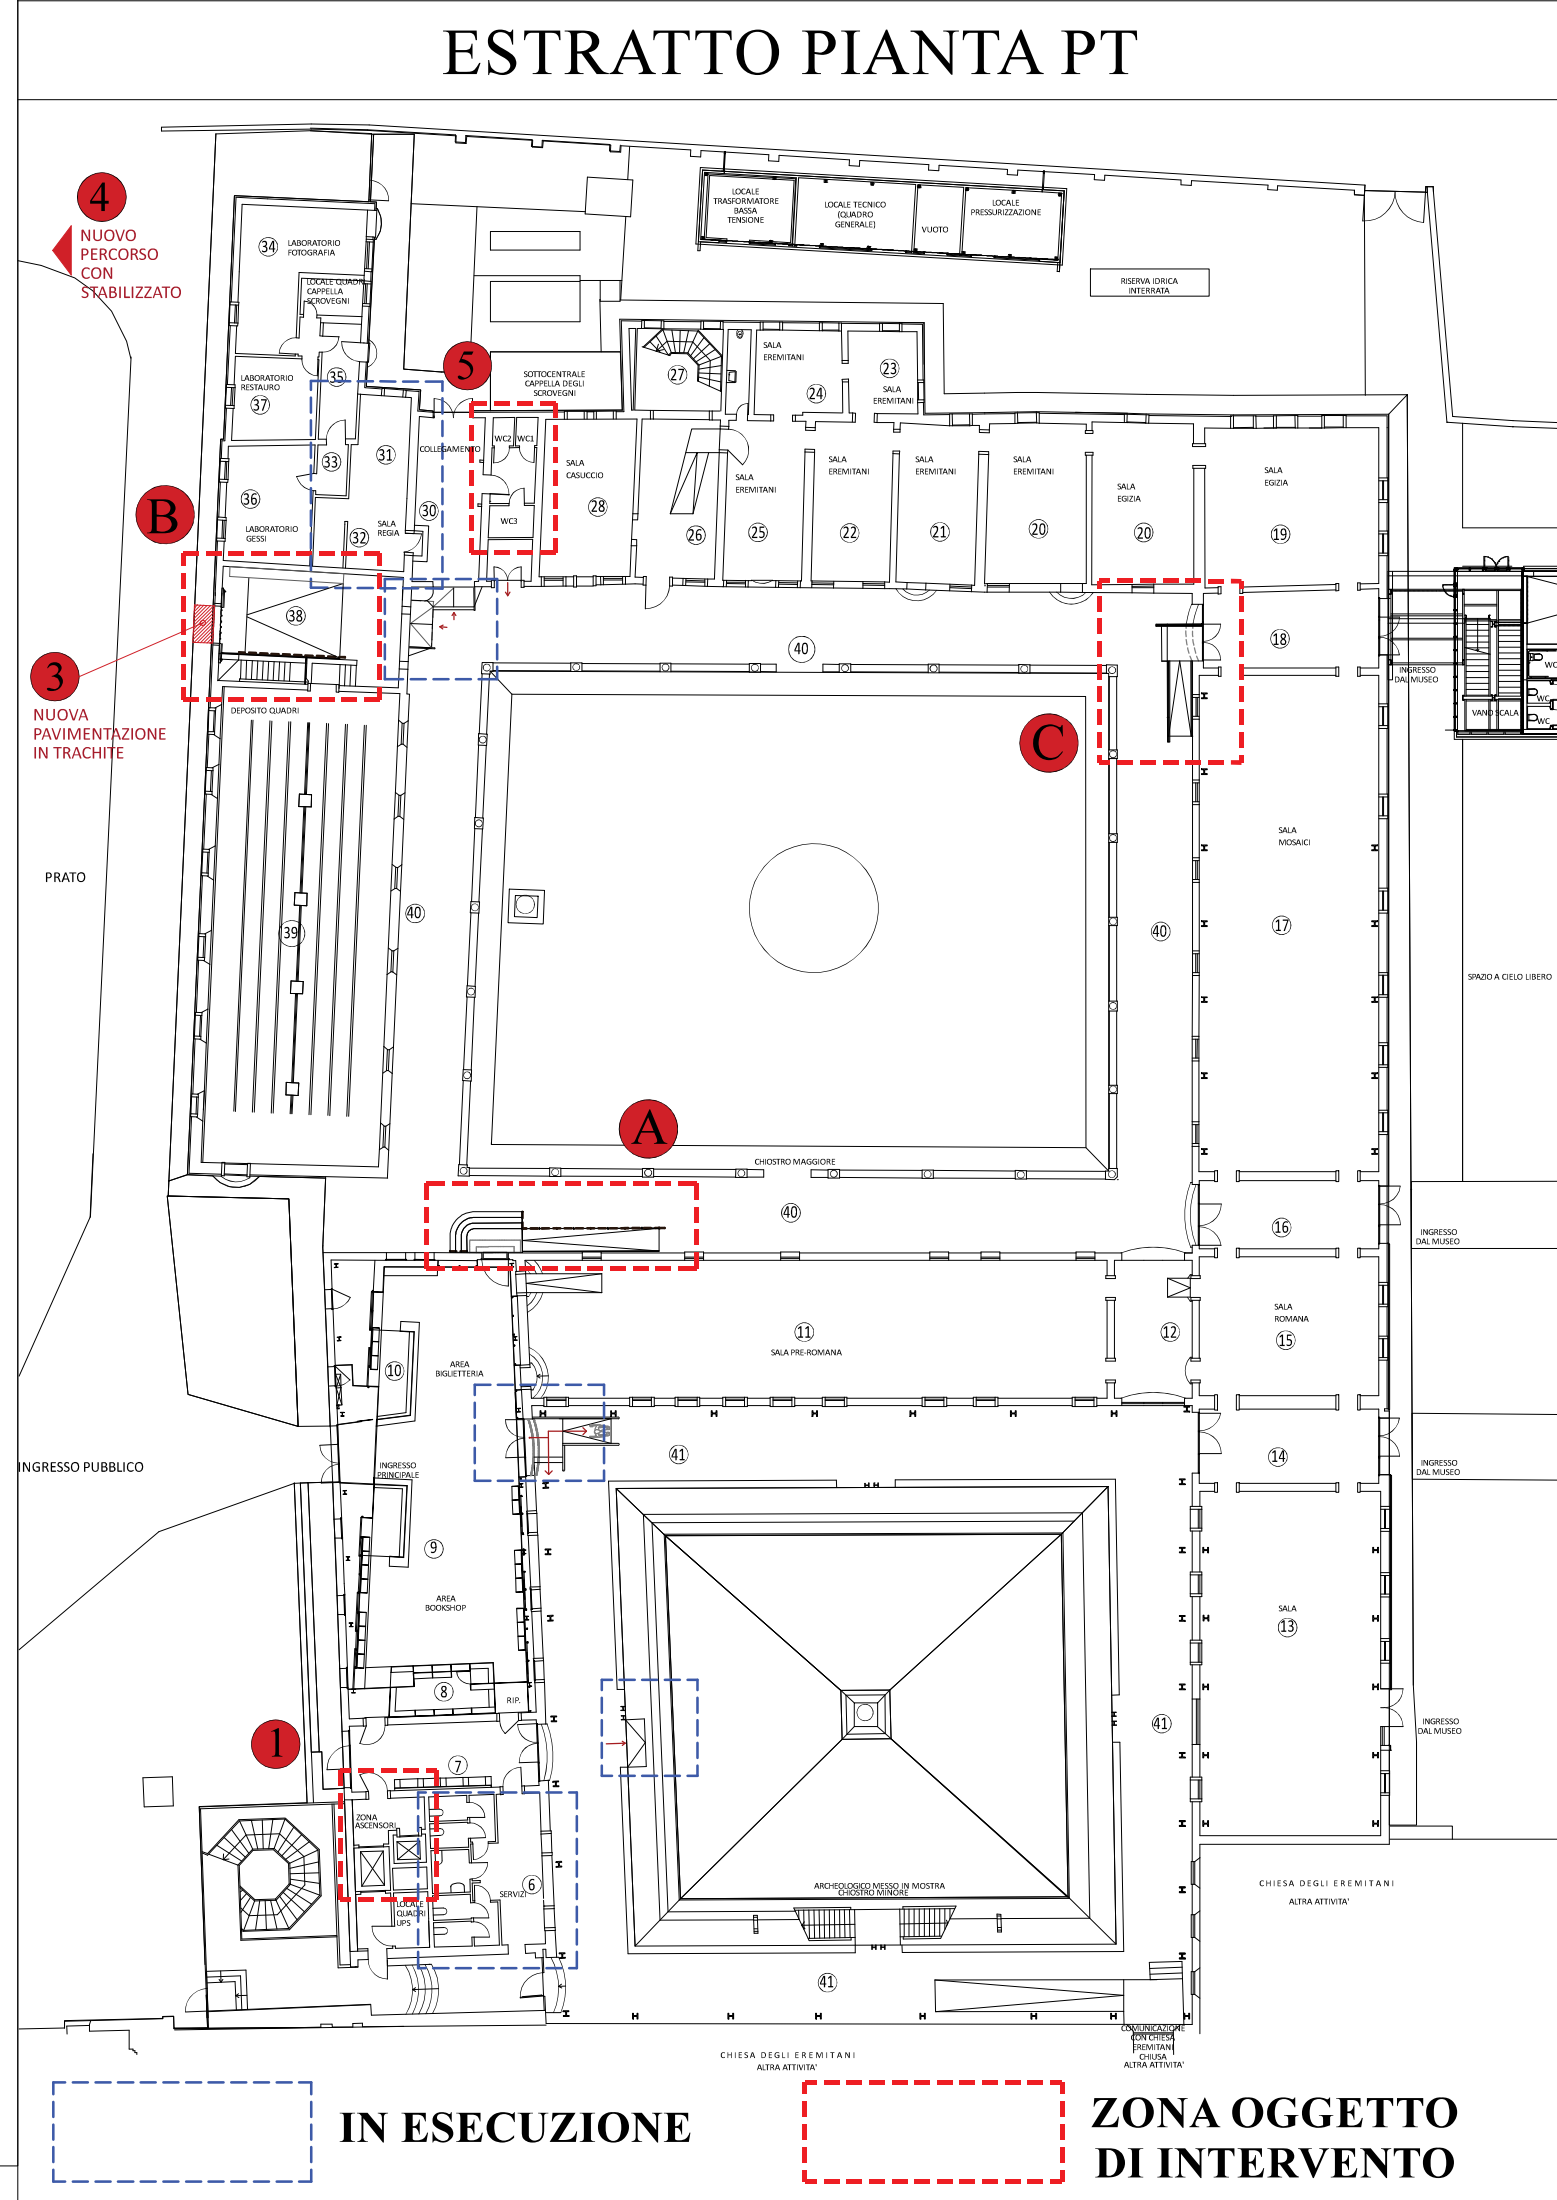 ESTRATTO PIANTA PT
4
NUOVO
PERCORSO
CON
STABILIZZATO
LOCALE
TRASFORMATORE
BASSA
TENSIONE
LOCALE TECNICO
(QUADRO
GENERALE)
VUOTO
LOCALE
PRESSURIZZAZIONE
RISERVA IDRICA
INTERRATA
34
LABORATORIO
FOTOGRAFIA
LOCALE QUADRI
CAPPELLA
SCROVEGNI
5
SOTTOCENTRALE
CAPPELLA DEGLI
SCROVEGNI
27
SALA
EREMITANI
24
23
SALA
EREMITANI
35
LABORATORIO
RESTAURO
37
33
31
COLLEGAMENTO
30
WC2
WC1
WC3
SALA
CASUCCIO
28
26
SALA
EREMITANI
25
SALA
EREMITANI
22
SALA
EREMITANI
21
SALA
EREMITANI
20
SALA
EGIZIA
20
SALA
EGIZIA
19
B
36
LABORATORIO
GESSI
SALA
REGIA
32
38
40
18
INGRESSO
DAL MUSEO
WC
WC
WC
VANO SCALA
3
NUOVA
PAVIMENTAZIONE
IN TRACHITE
DEPOSITO QUADRI
C
SALA
MOSAICI
PRATO
39
40
40
17
SPAZIO A CIELO LIBERO
A
CHIOSTRO MAGGIORE
40
16
INGRESSO
DAL MUSEO
10
AREA
BIGLIETTERIA
11
SALA PRE-ROMANA
12
SALA
ROMANA
15
INGRESSO PUBBLICO
INGRESSO
PRINCIPALE
41
14
INGRESSO
DAL MUSEO
9
AREA
BOOKSHOP
SALA
13
8
RIP.
41
INGRESSO
DAL MUSEO
1
7
ZONA
ASCENSORI
6
SERVIZI
LOCALE
QUADRI
UPS
ARCHEOLOGICO MESSO IN MOSTRA
CHIOSTRO MINORE
CHIESA DEGLI EREMITANI
ALTRA ATTIVITA'
41
COMUNICAZIONE
CON CHIESA
EREMITANI
CHIUSA
ALTRA ATTIVITA'
CHIESA DEGLI EREMITANI
ALTRA ATTIVITA'
IN ESECUZIONE
ZONA OGGETTO
DI INTERVENTO